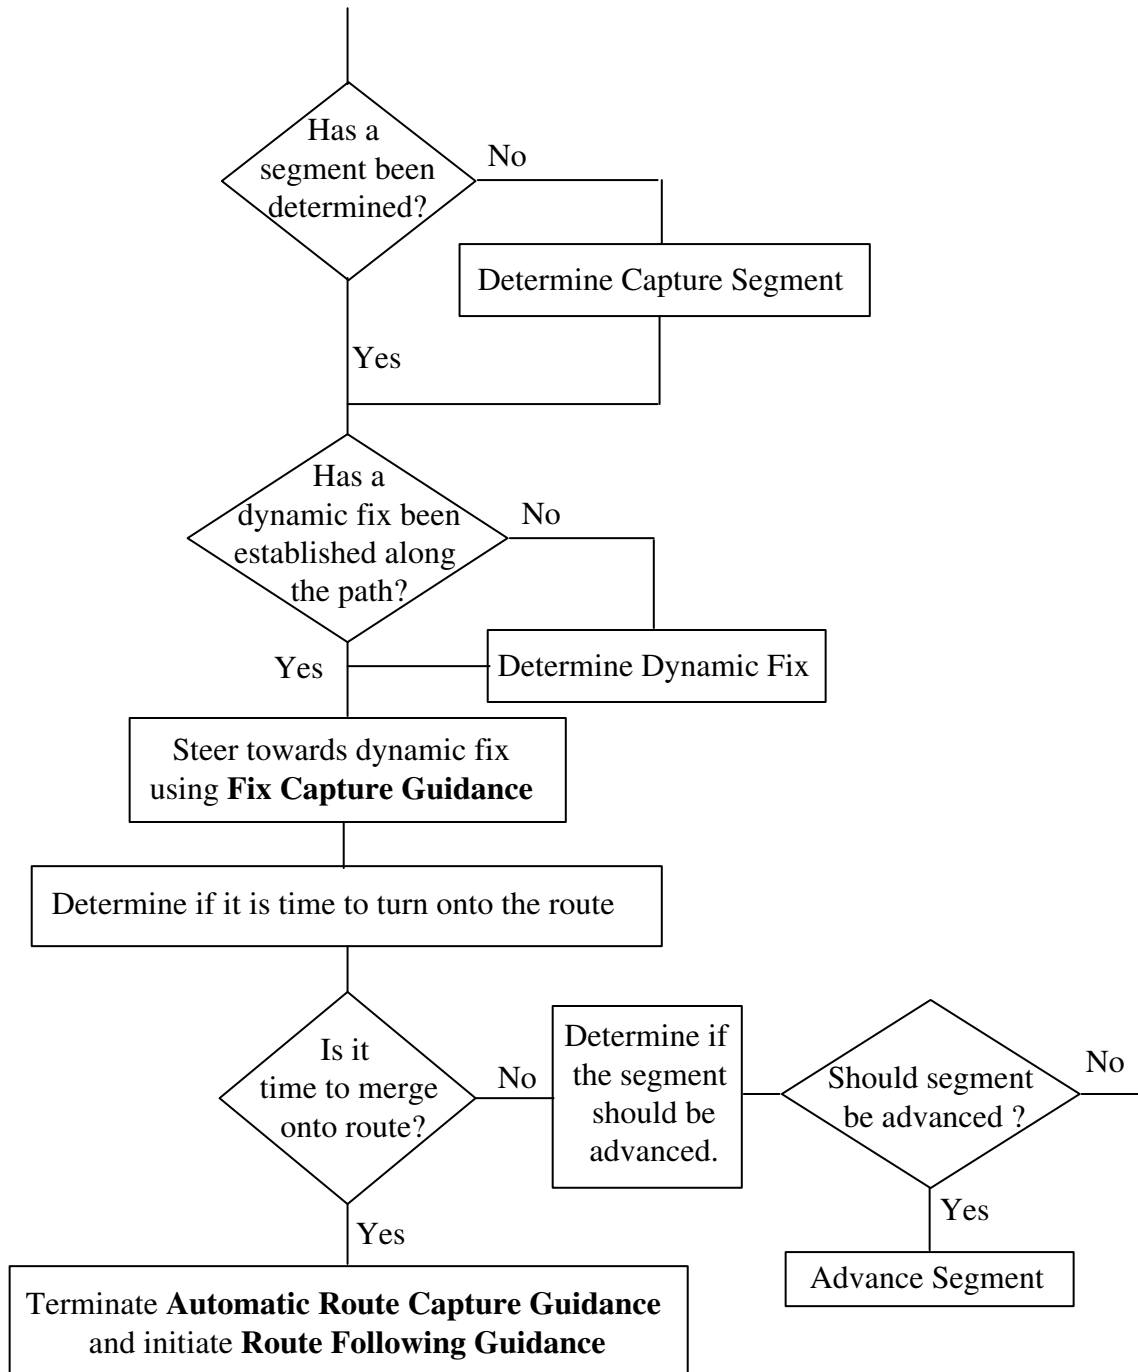 Has a
segment been
determined?
No
Determine Capture Segment
Yes
Has a
dynamic fix been
established along
the path?
No
Yes
Determine Dynamic Fix
Steer towards dynamic fix
using Fix Capture Guidance
Determine if it is time to turn onto the route
Is it
time to merge
onto route?
No
Determine if
the segment
should be
advanced.
Should segment
be advanced ?
No
Yes
Yes
Advance Segment
Terminate Automatic Route Capture Guidance
and initiate Route Following Guidance